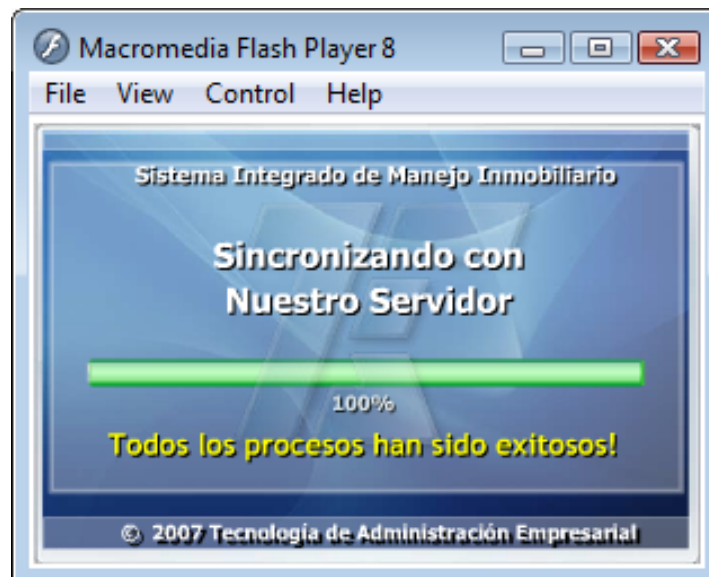 Macromedia Flash Player 8
File View Control Help
Sistema Integrado de Manejo Inmobiliario
Sincronizando con
Nuestro Servidor
100%
Todos los procesos han sido exitosos!
© 2007 Tecnología de Administración Empresarial